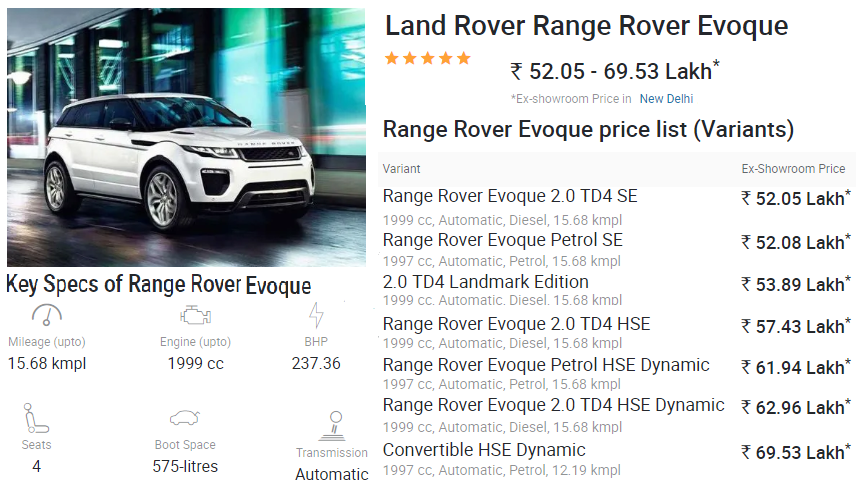 RANGE ROVER
Land Rover Range Rover Evoque
₹ 52.05 - 69.53 Lakh*
*Ex-showroom Price in New Delhi
Range Rover Evoque price list (Variants)
Variant Ex-Showroom Price
Range Rover Evoque 2.0 TD4 SE ₹ 52.05 Lakh*
1999 cc, Automatic, Diesel, 15.68 kmpl
Range Rover Evoque Petrol SE ₹ 52.08 Lakh*
1997 cc, Automatic, Petrol, 15.68 kmpl
2.0 TD4 Landmark Edition ₹ 53.89 Lakh*
1999 cc, Automatic. Diesel. 15.68 kmpl
Range Rover Evoque 2.0 TD4 HSE ₹ 57.43 Lakh*
1999 cc, Automatic, Diesel, 15.68 kmpl
Range Rover Evoque Petrol HSE Dynamic ₹ 61.94 Lakh*
1997 cc, Automatic, Petrol, 15.68 kmpl
Range Rover Evoque 2.0 TD4 HSE Dynamic ₹ 62.96 Lakh*
1999 cc, Automatic, Diesel, 15.68 kmpl
Convertible HSE Dynamic ₹ 69.53 Lakh*
1997 cc, Automatic, Petrol, 12.19 kmpl
Key Specs of Range Rover Evoque
Mileage (upto) Engine (upto) BHP
15.68 kmpl 1999 cc 237.36
Seats Boot Space Transmission
4 575-litres Automatic